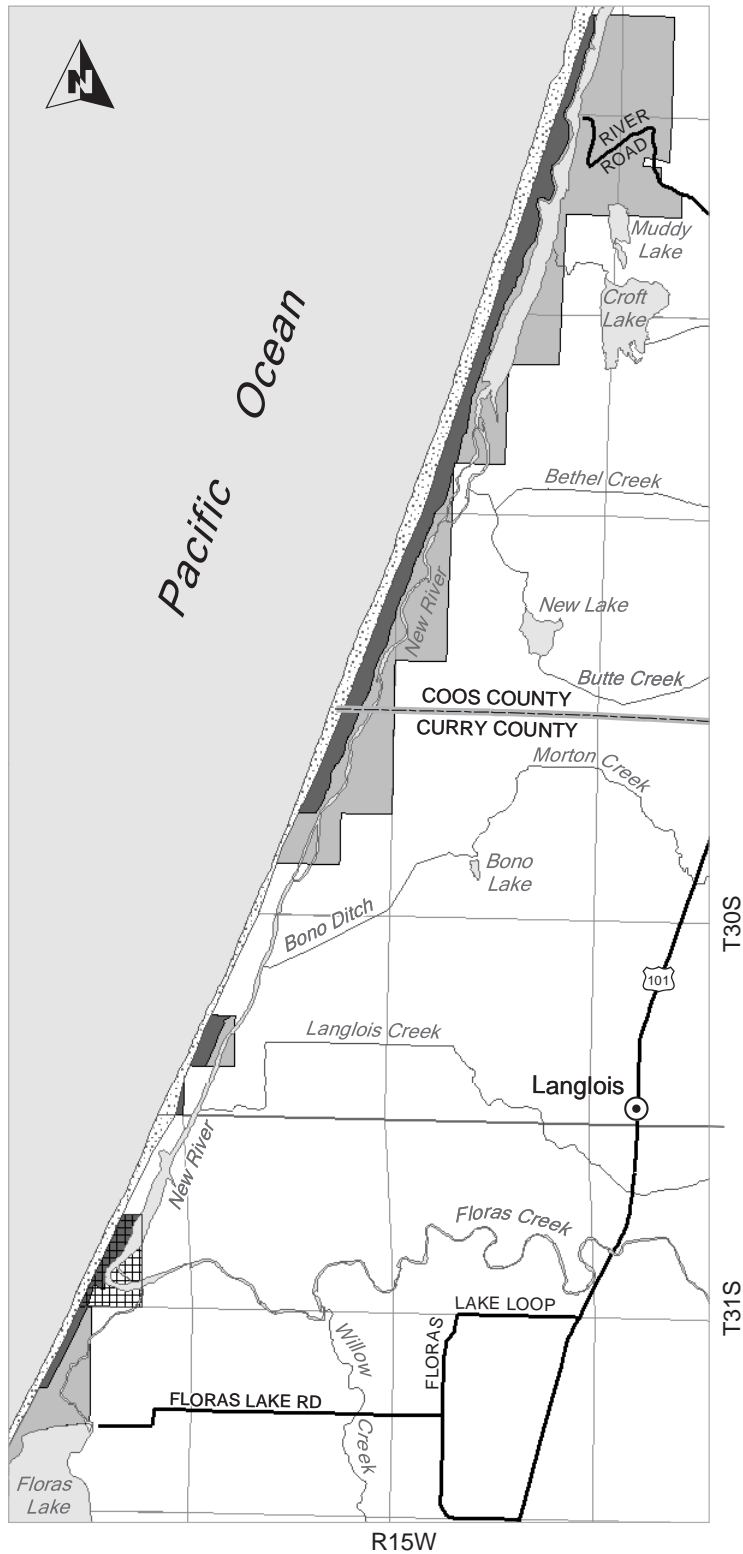 N
RIVER
ROAD
Muddy
Lake
Croft
Lake
Pacific Ocean
Bethel Creek
New River
New Lake
Butte Creek
COOS COUNTY
CURRY COUNTY
Morton Creek
Bono
Lake
Bono Ditch
T30S
101
Langlois Creek
Langlois
New River
Floras Creek
LAKE LOOP
FLORAS
T31S
Willow
Creek
FLORAS LAKE RD
Floras
Lake
R15W